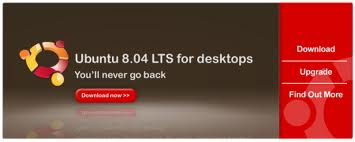 Ubuntu 8.04 LTS for desktops
You'll never go back
Download now >>
Download
Upgrade
Find Out More